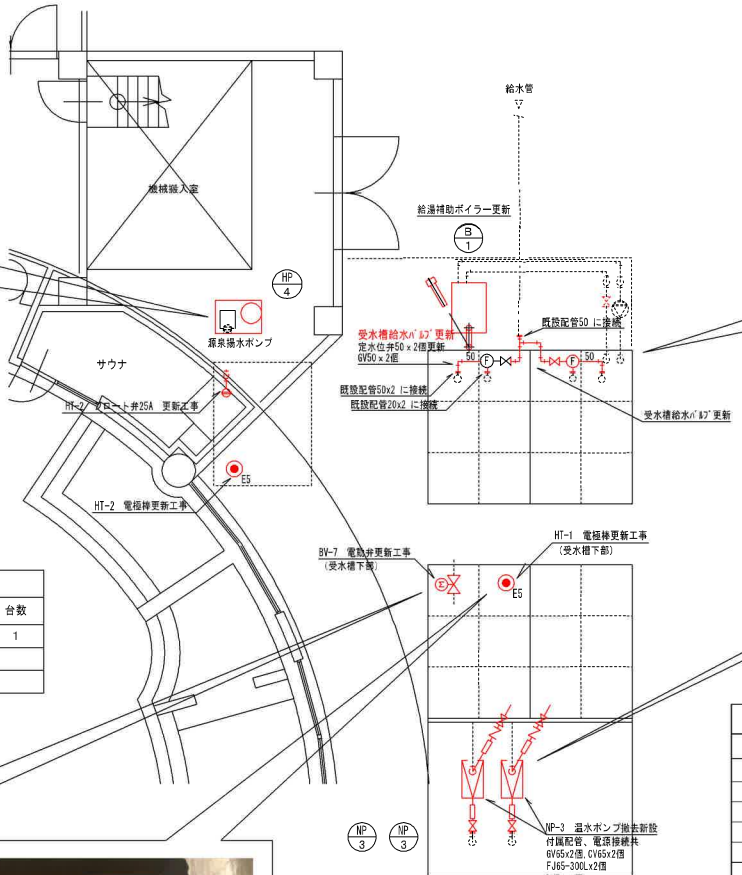 給水管
機械搬入室
給湯補助ボイラー更新
B
1
HP
4
源泉揚水ポンプ
受水槽給水バルブ更新
定水位弁50x2個更新
GV50x2個
既設配管50 に接続
50
F
F
50
サウナ
既設配管50x2 に接続
既設配管20x2 に接続
HT-2 フロート弁25A 更新工事
受水槽給水バルブ更新
E5
HT-2 電極棒更新工事
HT-1 電極棒更新工事
(受水槽下部)
BV-7 電動弁更新工事
(受水槽下部)
E5
台数
1
NP
3
NP
3
NP-3 温水ポンプ撤去新設
付属配管、電源接続共
GV65x2個,CV65x2個
FJ65-300Lx2個